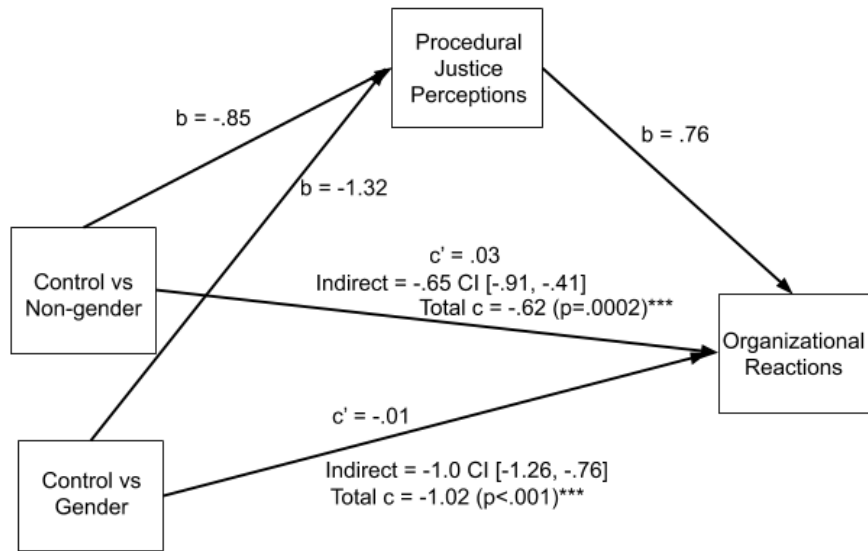 Procedural
Justice
Perceptions
b = -.85
b = .76
b = -1.32
Control vs
Non-gender
c' = .03
Indirect = -.65 CI [-.91, -.41]
Total c = -.62 (p=.0002)***
Organizational
Reactions
c' = -.01
Control vs
Gender
Indirect = -1.0 CI [-1.26, -.76]
Total c = -1.02 (p<.001)***